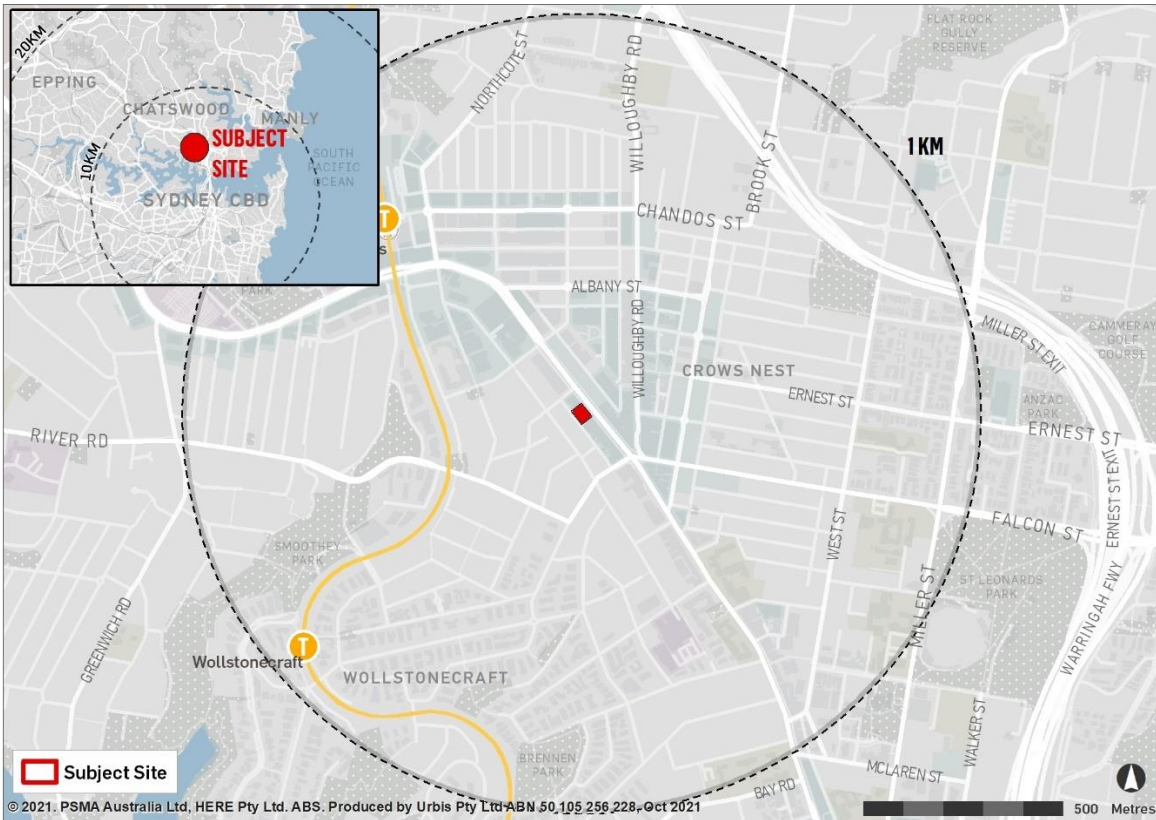 20KM
EPPING
CHATSWOOD
MANLY
10KM
SUBJECT
SITE
SOUTH
PACIFIC
OCEAN
SYDNEY CBD
NORTHCOTE ST
WILLOUGHBY RD
FLAT ROCK
GULLY
RESERVE
BROOK ST
1 KM
T
S
CHANDOS ST
PARK
ALBANY ST
WILLOUGHBY RD
MILLER ST EXIT
CAMMERAY
GOLF
COURSE
CROWS NEST
ERNEST ST
ANZAC
PARK
ERNEST ST
RIVER RD
ERNEST ST EXIT
FALCON ST
WEST ST
SMOOTHEY
PARK
ST LEONARDS
PARK
MILLER ST
GREENWICH RD
WARRINGAH FWY
T
Wollstonecraft
WOLLSTONECRAFT
WALKER ST
BRENNEN
PARK
MCLAREN ST
BAY RD
Subject Site
© 2021. PSMA Australia Ltd, HERE Pty Ltd. ABS. Produced by Urbis Pty Ltd ABN 50 105 256 228, Oct 2021
500 Metres